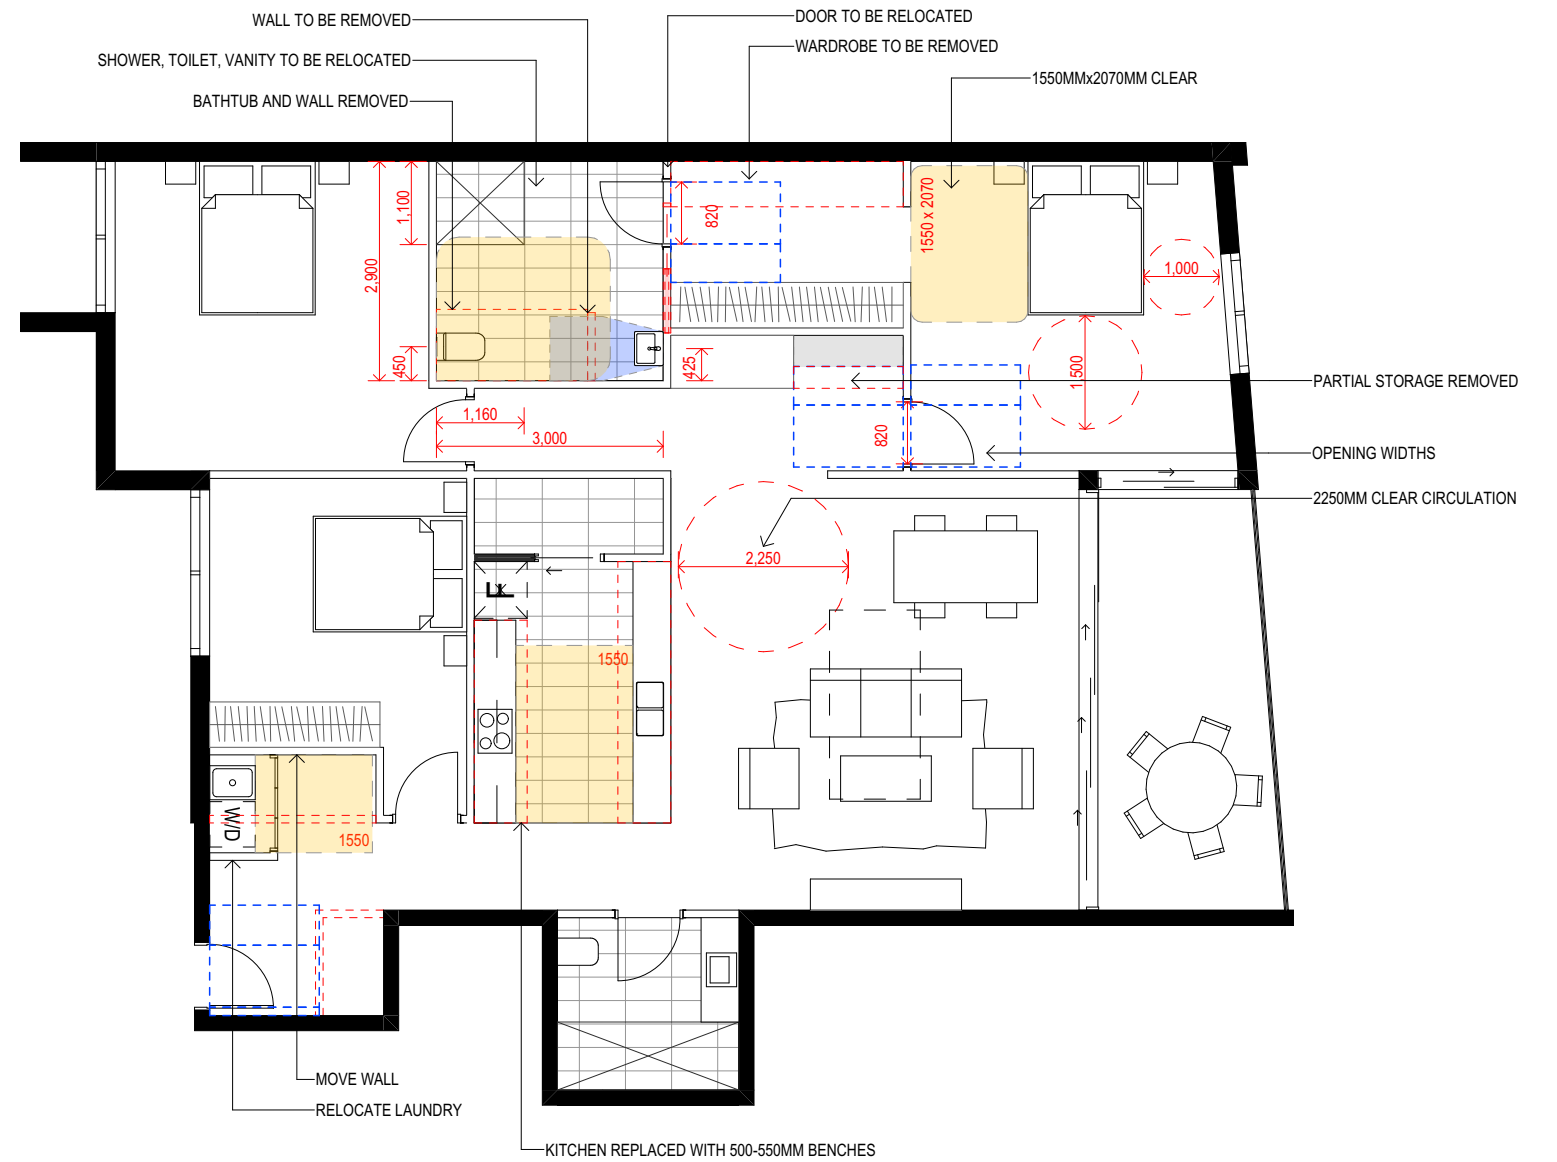 DOOR TO BE RELOCATED
WALL TO BE REMOVED
WARDROBE TO BE REMOVED
SHOWER, TOILET, VANITY TO BE RELOCATED
1550MMx2070MM CLEAR
BATHTUB AND WALL REMOVED
1,100
820
1550 x 2070
2,900
1,000
450
425
1,500
PARTIAL STORAGE REMOVED
1,160
3,000
820
OPENING WIDTHS
2250MM CLEAR CIRCULATION
2,250
F
1550
W/D
1550
MOVE WALL
RELOCATE LAUNDRY
KITCHEN REPLACED WITH 500-550MM BENCHES